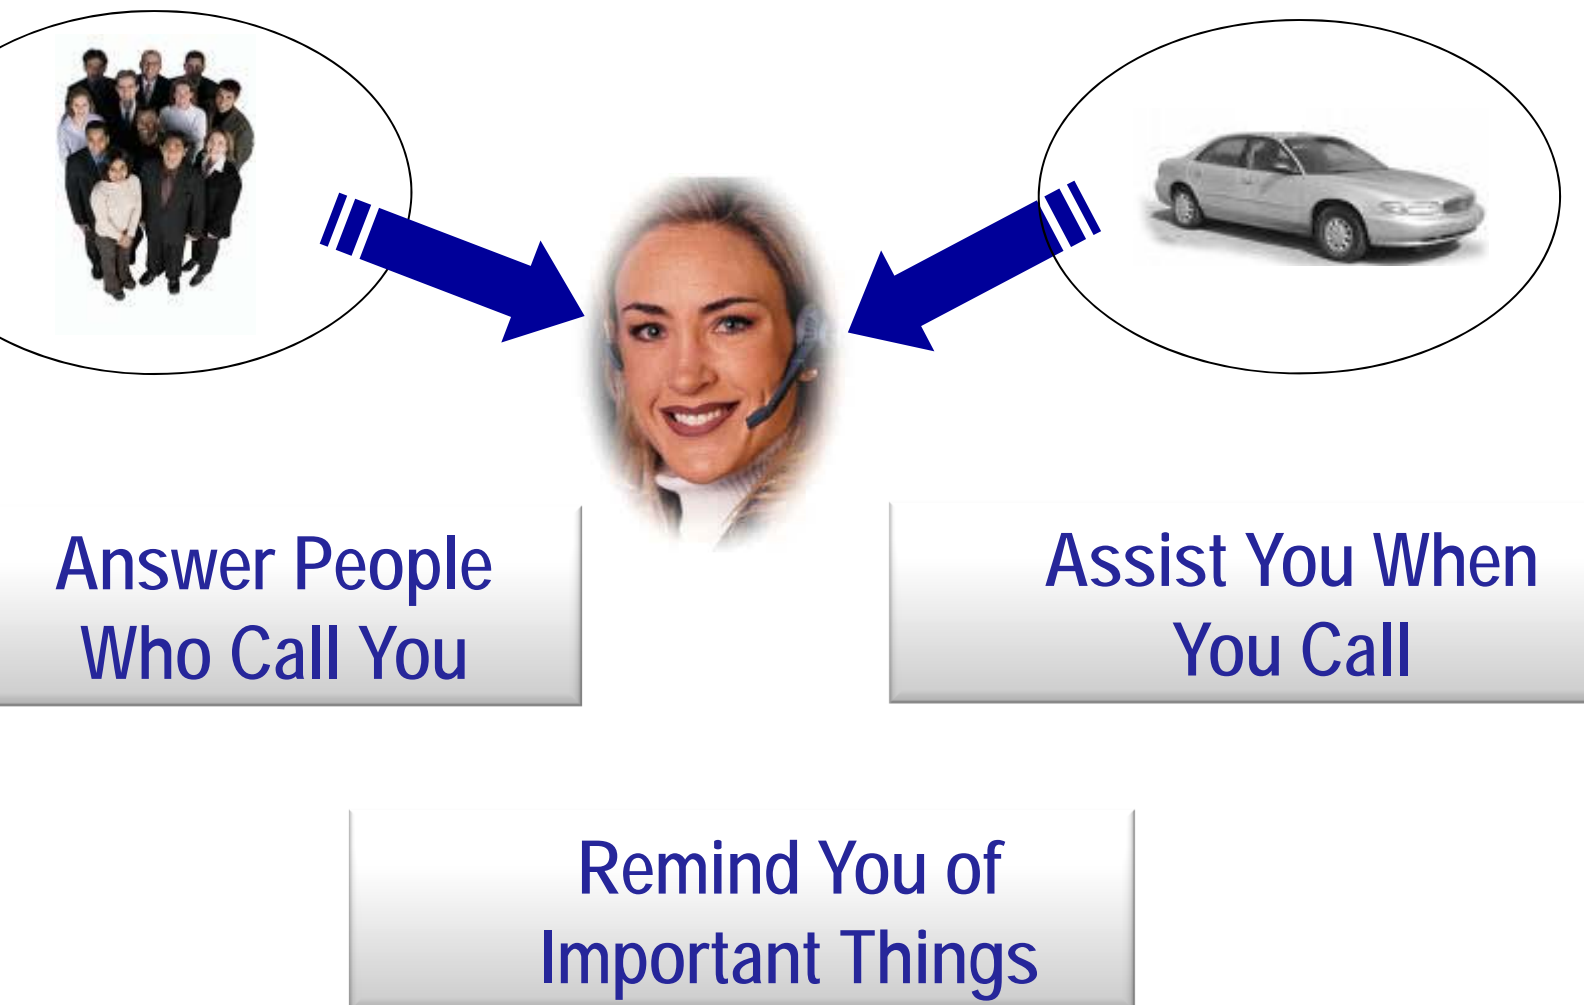 Answer People
Who Call You
Assist You When
You Call
Remind You of
Important Things